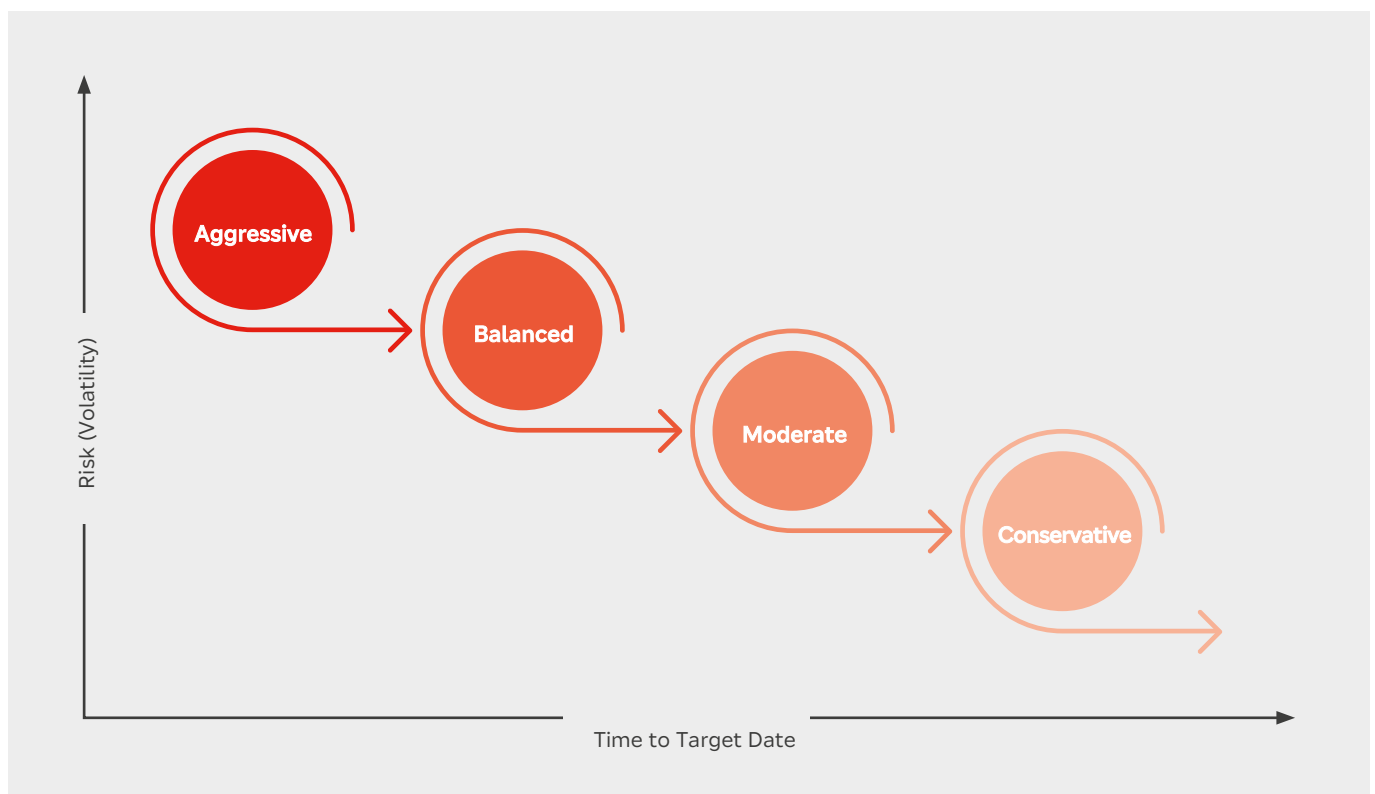 Aggressive
Balanced
Moderate
Conservative
Risk (Volatility)
Time to Target Date